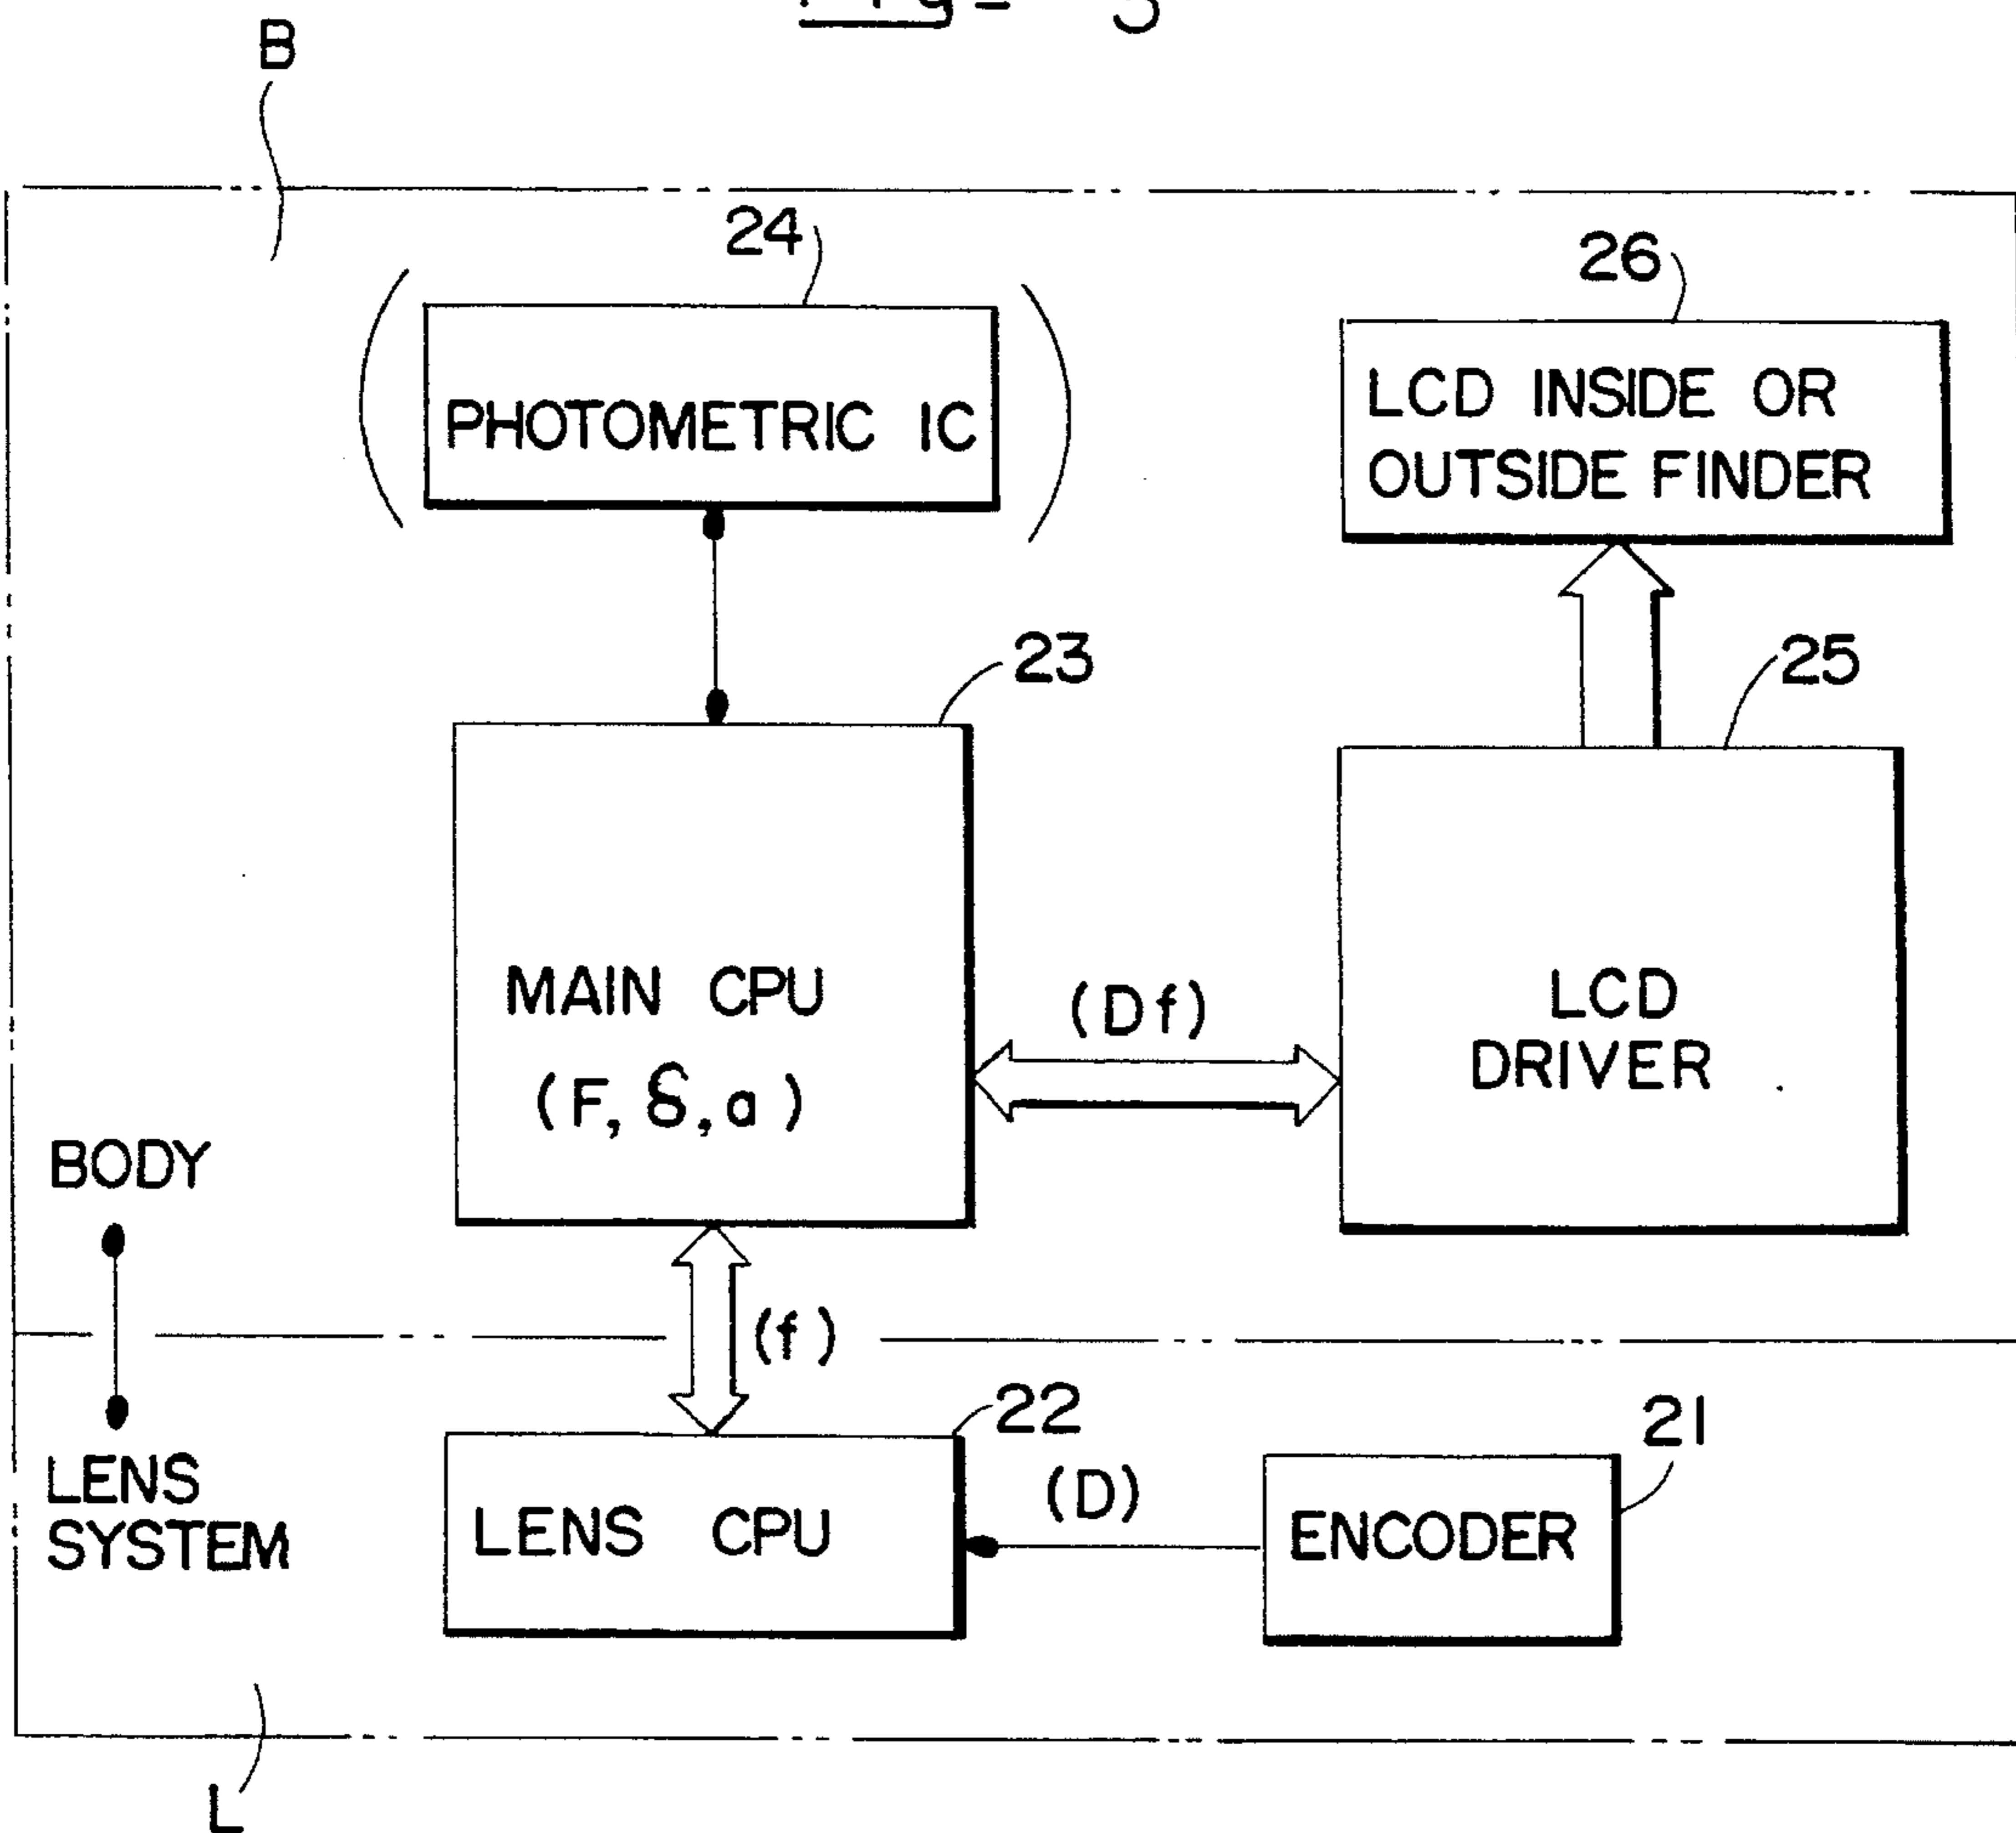 B
24
26
PHOTOMETRIC IC
LCD INSIDE OR
OUTSIDE FINDER
23
25
MAIN CPU
(F, δ, a)
(Df)
LCD
DRIVER
BODY
(f)
LENS
SYSTEM
22
LENS CPU
(D)
21
ENCODER
L